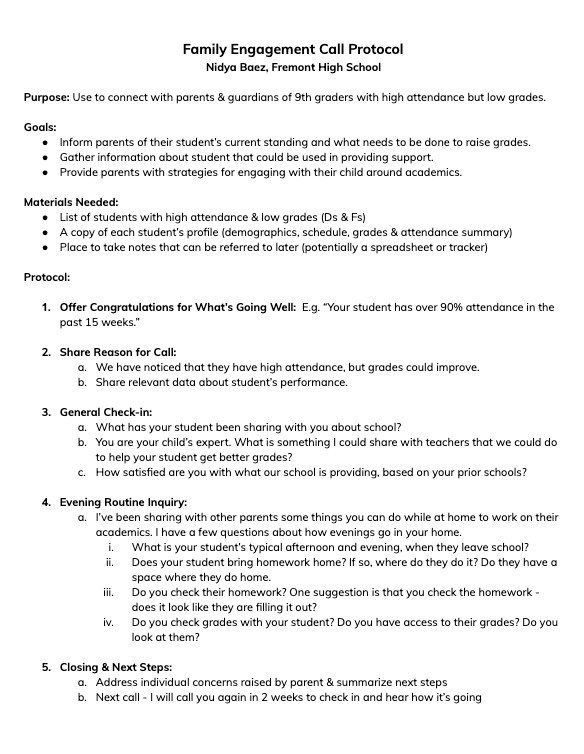 Family Engagement Call Protocol
Nidya Baez, Fremont High School
Purpose: Use to connect with parents & guardians of 9th graders with high attendance but low grades.
Goals:
● Inform parents of their student's current standing and what needs to be done to raise grades.
● Gather information about student that could be used in providing support.
● Provide parents with strategies for engaging with their child around academics.
Materials Needed:
● List of students with high attendance & low grades (Ds & Fs)
● A copy of each student's profile (demographics, schedule, grades & attendance summary)
● Place to take notes that can be referred to later (potentially a spreadsheet or tracker)
Protocol:
1. Offer Congratulations for What's Going Well: E.g. "Your student has over 90% attendance in the
past 15 weeks."
2. Share Reason for Call:
a. We have noticed that they have high attendance, but grades could improve.
b. Share relevant data about student's performance.
3. General Check-in:
a. What has your student been sharing with you about school?
b. You are your child's expert. What is something I could share with teachers that we could do
to help your student get better grades?
c. How satisfied are you with what our school is providing, based on your prior schools?
4. Evening Routine Inquiry:
a. I've been sharing with other parents some things you can do while at home to work on their
academics. I have a few questions about how evenings go in your home.
i. What is your student's typical afternoon and evening, when they leave school?
ii. Does your student bring homework home? If so, where do they do it? Do they have a
space where they do home.
iii. Do you check their homework? One suggestion is that you check the homework -
does it look like they are filling it out?
iv. Do you check grades with your student? Do you have access to their grades? Do you
look at them?
5. Closing & Next Steps:
a. Address individual concerns raised by parent & summarize next steps
b. Next call - I will call you again in 2 weeks to check in and hear how it's going